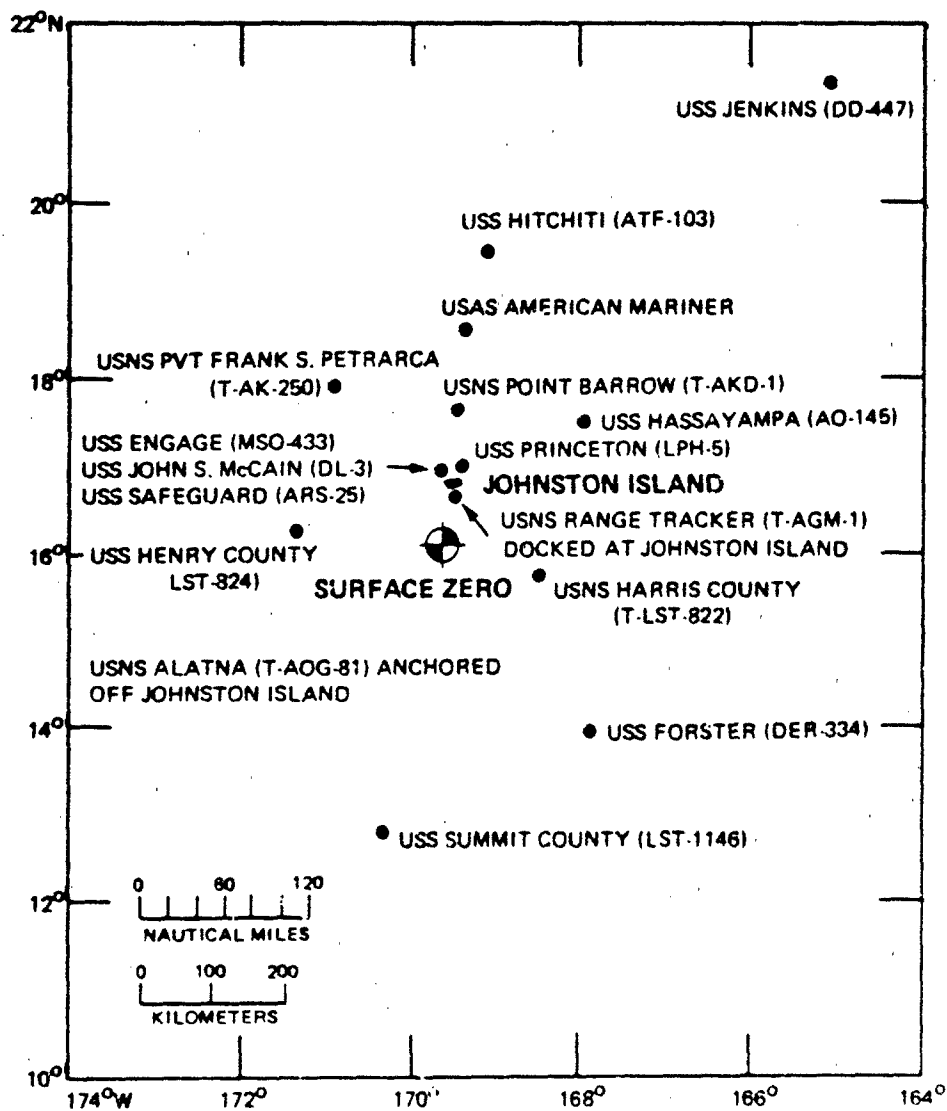 22°N
USS JENKINS (DD-447)
20°
USS HITCHITI (ATF-103)
USAS AMERICAN MARINER
USNS PVT FRANK S. PETRARCA
(T-AK-250)
18°
USNS POINT BARROW (T-AKD-1)
USS HASSAYAMPA (AO-145)
USS ENGAGE (MSO-433)
USS JOHN S. McCAIN (DL-3)
USS SAFEGUARD (ARS-25)
USS PRINCETON (LPH-5)
JOHNSTON ISLAND
USNS RANGE TRACKER (T-AGM-1)
DOCKED AT JOHNSTON ISLAND
16°
USS HENRY COUNTY
LST-824)
SURFACE ZERO
USNS HARRIS COUNTY
(T-LST-822)
USNS ALATNA (T-AOG-81) ANCHORED
OFF JOHNSTON ISLAND
14°
USS FORSTER (DER-334)
USS SUMMIT COUNTY (LST-1146)
12°
0 60 120
NAUTICAL MILES
0 100 200
KILOMETERS
10°
174°W 172° 170° 168° 166° 164°